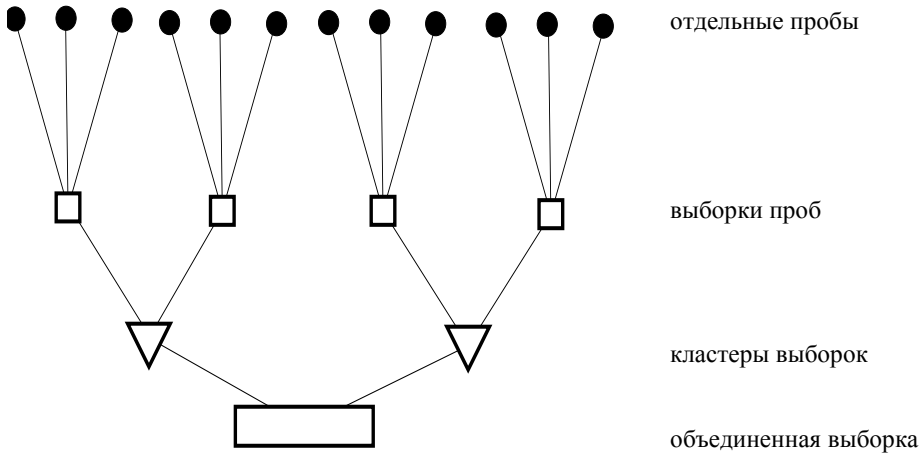 отдельные пробы
выборки проб
кластеры выборок
объединенная выборка